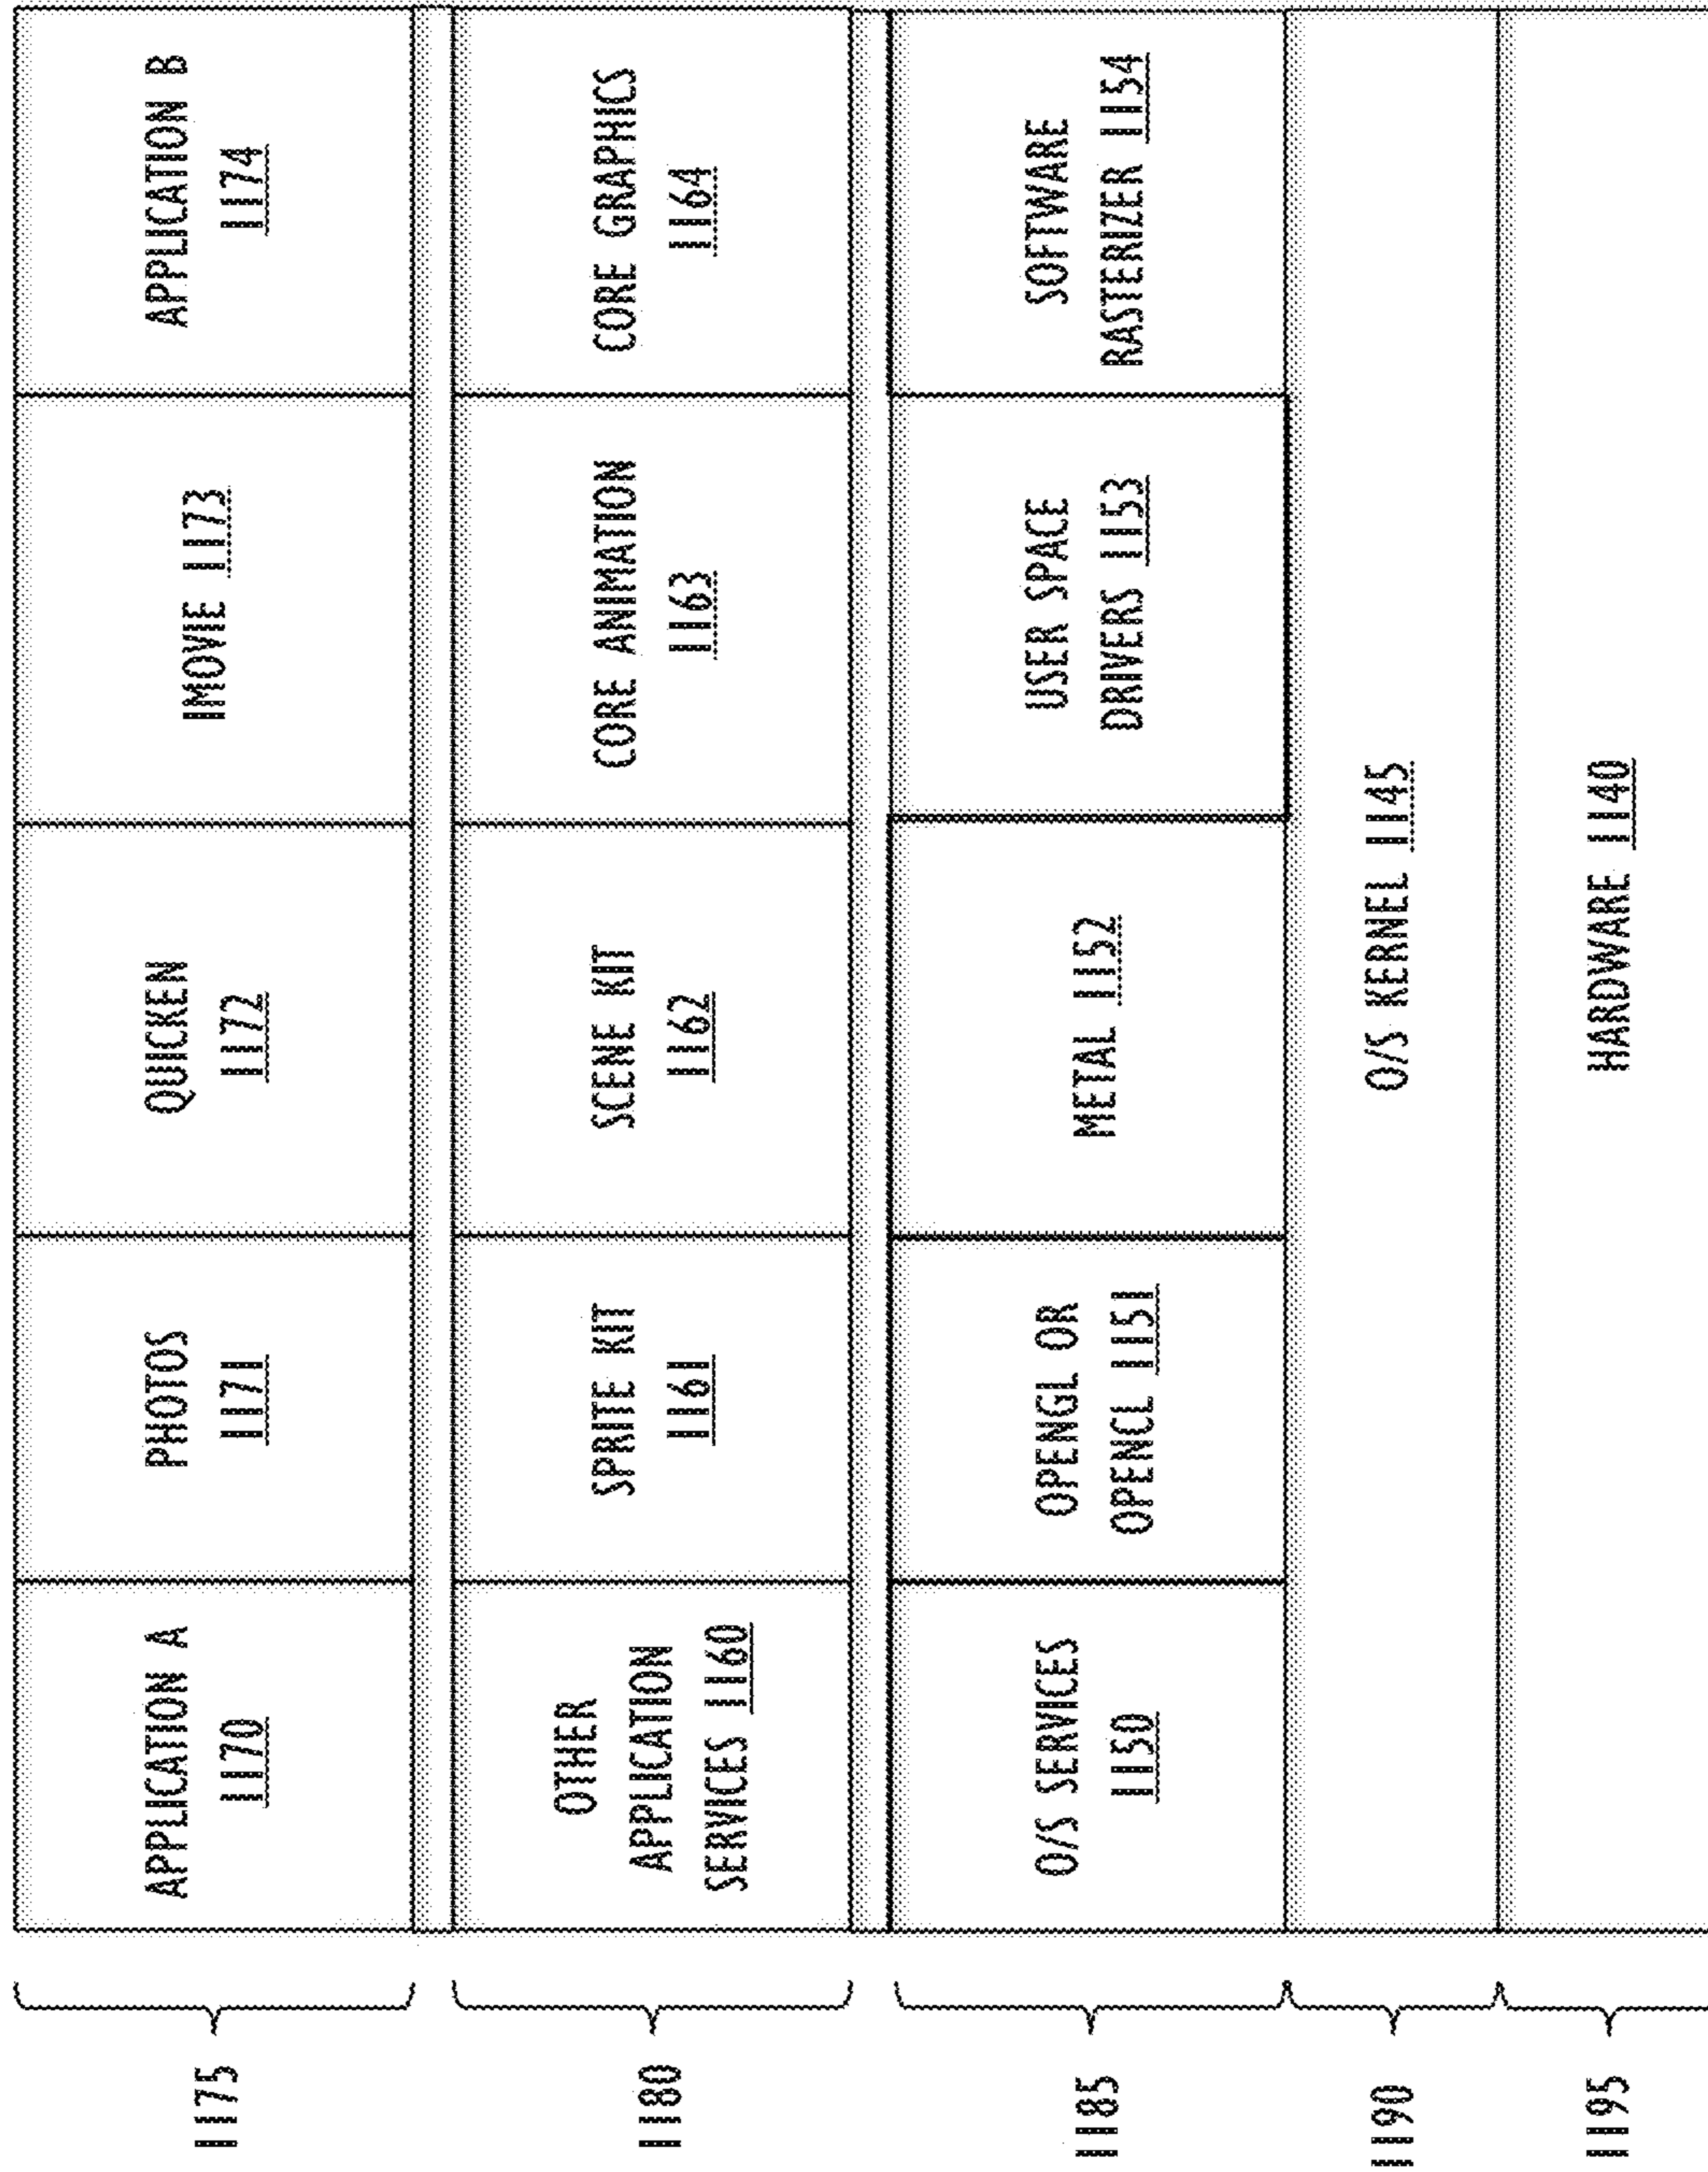 1175
APPLICATION A
1170
PHOTOS
1171
QUICKEN
1172
IMOVIE 1173
APPLICATION B
1174
1180
OTHER
APPLICATION
SERVICES 1160
SPRITE KIT
1161
SCENE KIT
1162
CORE ANIMATION
1163
CORE GRAPHICS
1164
1185
O/S SERVICES
1150
OPENGL OR
OPENCL 1151
METAL 1152
USER SPACE
DRIVERS 1153
SOFTWARE
RASTERIZER 1154
1190
O/S KERNEL 1145
1195
HARDWARE 1140